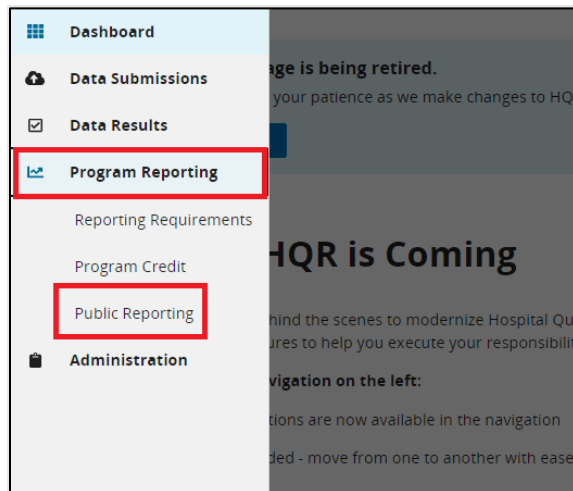 Dashboard
Data Submissions
Data Results
Program Reporting
Reporting Requirements
Program Credit
Public Reporting
Administration
age is being retired.
your patience as we make changes to HQ
HQR is Coming
hind the scenes to modernize Hospital Qu
ures to help you execute your responsibilit
vigation on the left:
tions are now available in the navigation
ded - move from one to another with ease